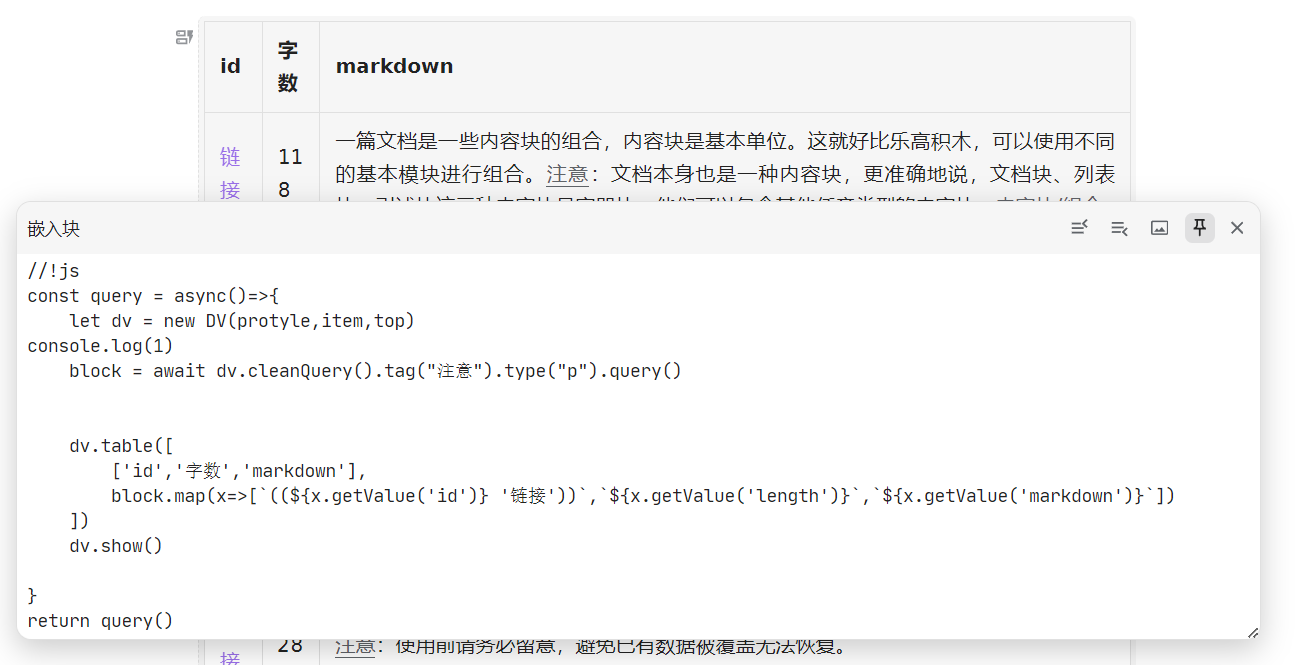 id
字
数
markdown
链
接
11
8
一篇文档是一些内容块的组合，内容块是基本单位。这就好比乐高积木，可以使用不同
的基本模块进行组合。注意：文档本身也是一种内容块，更准确地说，文档块、列表
嵌入块
//!js
const query = async()=>{
    let dv = new DV(protyle,item,top)
console.log(1)
    block = await dv.cleanQuery().tag("注意").type("p").query()
    dv.table([
        ['id','字数','markdown'],
        block.map(x=>[`((${x.getValue('id')} '链接'))`,`${x.getValue('length')}`,`${x.getValue('markdown')}`])
    ])
    dv.show()
}
return query()
接
28
注意：使用前请务必留意，避免已有数据被覆盖无法恢复。